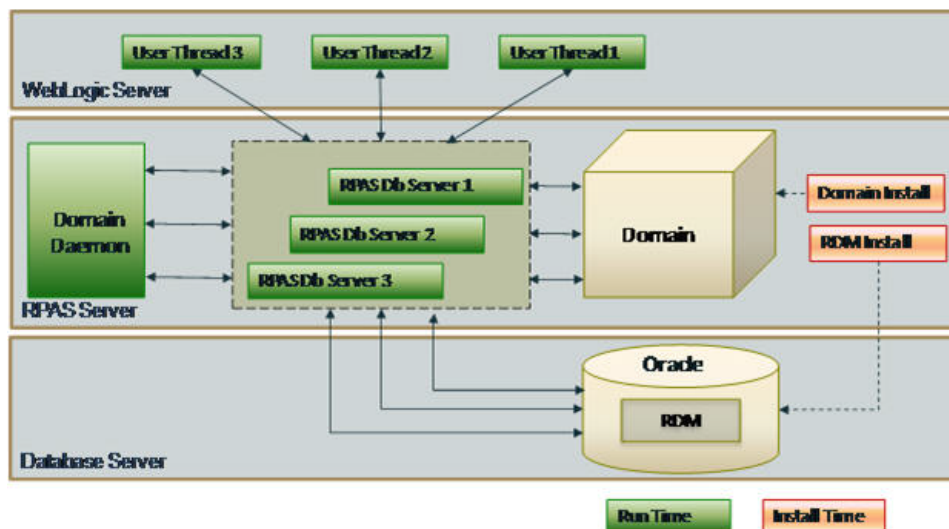 User Thread 3
User Thread 2
User Thread 1
WebLogic Server
RPAS Db Server 1
Domain Install
Domain
Daemon
RPAS Db Server 2
Domain
RDM Install
RPAS Db Server 3
RPAS Server
Oracle
RDM
Database Server
Run Time
Install Time